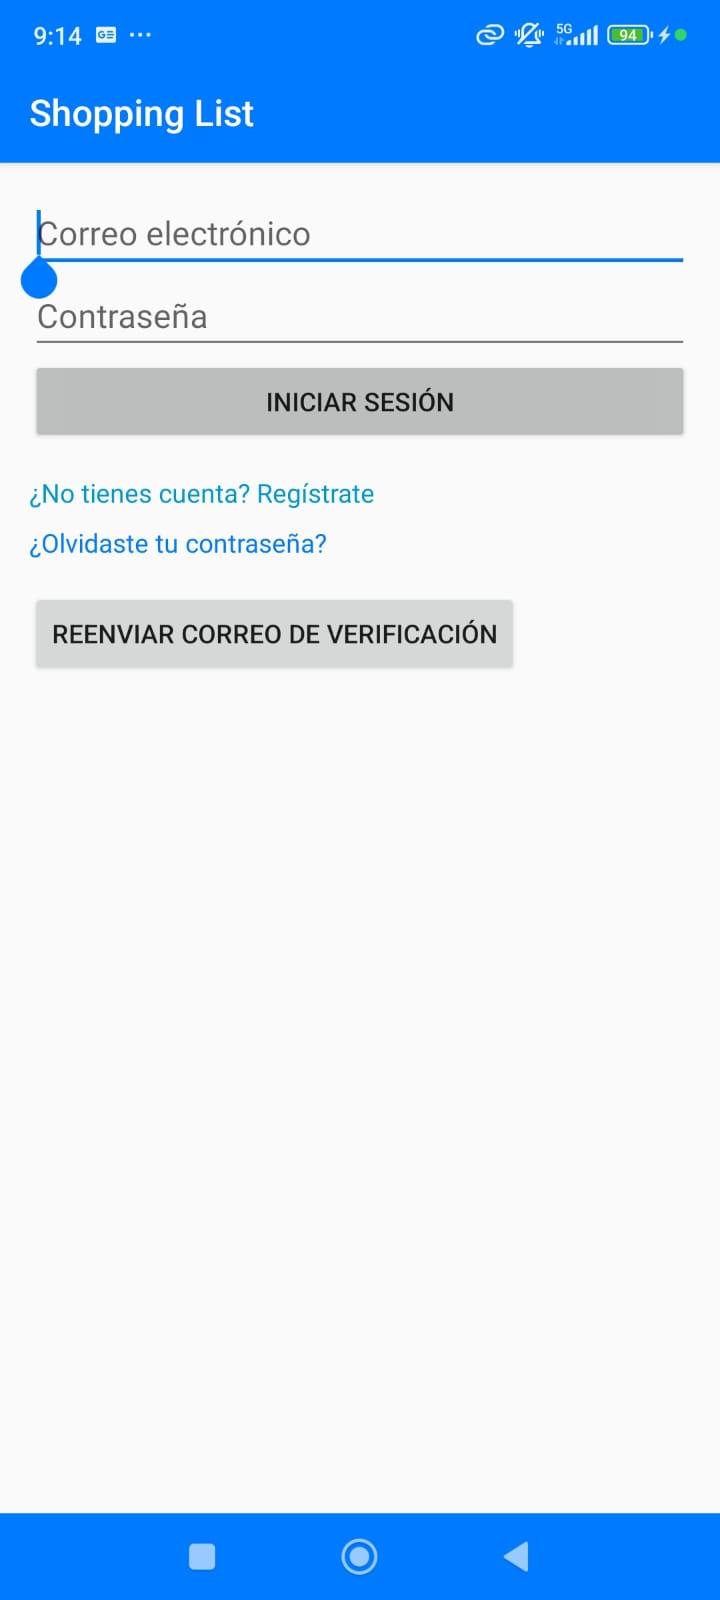 9:14 GE ...
5G 94
Shopping List
Correo electrónico
Contraseña
INICIAR SESIÓN
¿No tienes cuenta? Regístrate
¿Olvidaste tu contraseña?
REENVIAR CORREO DE VERIFICACIÓN